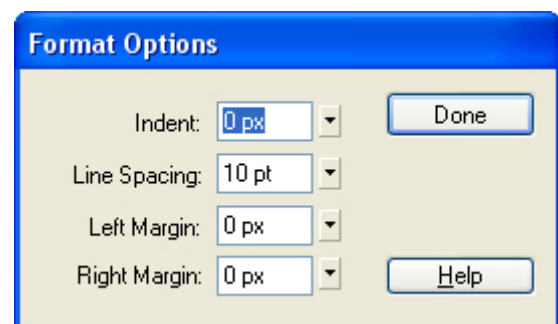 Format Options
Indent: 0 px Done
Line Spacing: 10 pt
Left Margin: 0 px
Right Margin: 0 px Help